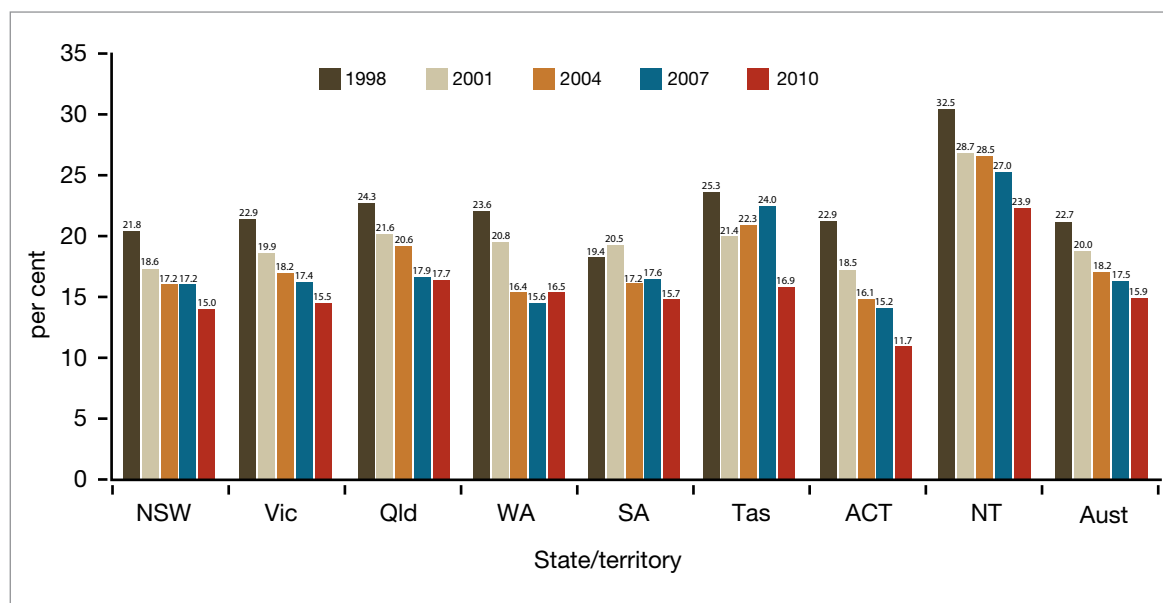 35
1998 2001 2004 2007 2010
30
25
20
15
10
5
0
per cent
21.8 18.6 17.2 17.2 15.0
22.9 19.9 18.2 17.4 15.5
24.3 21.6 20.6 17.9 17.7
23.6 20.8 16.4 15.6 16.5
19.4 20.5 17.2 17.6 15.7
25.3 21.4 22.3 24.0 16.9
22.9 18.5 16.1 15.2 11.7
32.5 28.7 28.5 27.0 23.9
22.7 20.0 18.2 17.5 15.9
NSW Vic Qld WA SA Tas ACT NT Aust
State/territory